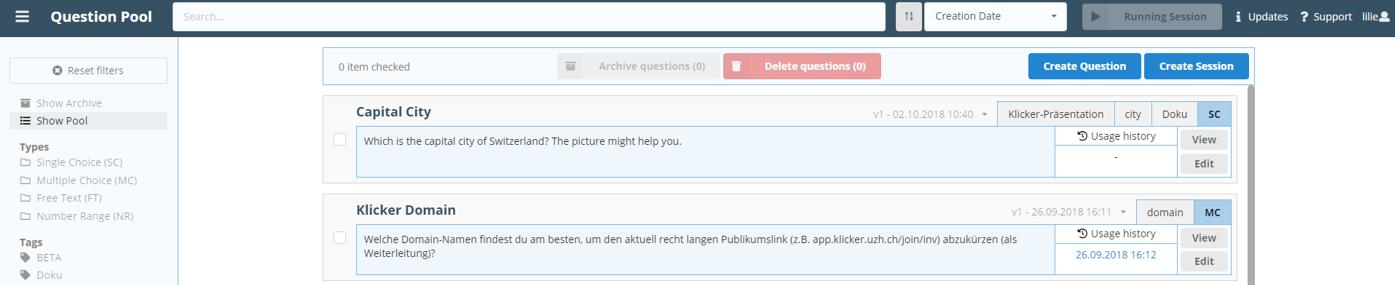 Question Pool
Search...
Creation Date
Running Session
Updates
Support
lilie
Reset filters
0 item checked
Archive questions (0)
Delete questions (0)
Create Question
Create Session
Show Archive
Show Pool
Types
Single Choice (SC)
Multiple Choice (MC)
Free Text (FT)
Number Range (NR)
Tags
BETA
Doku
Capital City
v1 - 02.10.2018 10:40
Klicker-Präsentation
city
Doku
SC
Which is the capital city of Switzerland? The picture might help you.
Usage history
-
View
Edit
Klicker Domain
v1 - 26.09.2018 16:11
domain
MC
Welche Domain-Namen findest du am besten, um den aktuell recht langen Publikumslink (z.B. app.klicker.uzh.ch/join/inv) abzukürzen (als
Weiterleitung)?
Usage history
26.09.2018 16:12
View
Edit